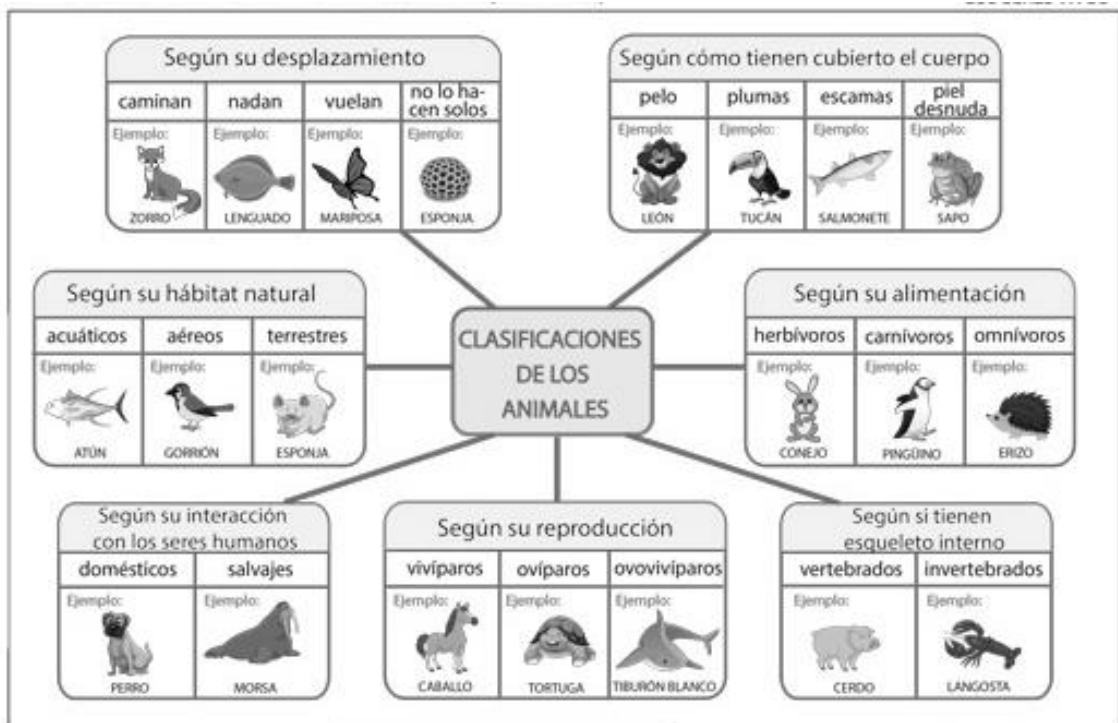 Según su desplazamiento
caminan nadan vuelan no lo ha-
cen solos
Ejemplo: Ejemplo: Ejemplo: Ejemplo:
ZORRO LENGUADO MARIPOSA ESPONJA
Según cómo tienen cubierto el cuerpo
pelo plumas escamas piel
desnuda
Ejemplo: Ejemplo: Ejemplo: Ejemplo:
LEÓN TUCÁN SALMONETE SAPO
Según su hábitat natural
acuáticos aéreos terrestres
Ejemplo: Ejemplo: Ejemplo:
ATÚN GORRIÓN ESPONJA
CLASIFICACIONES
DE LOS
ANIMALES
Según su alimentación
herbívoros carnívoros omnívoros
Ejemplo: Ejemplo: Ejemplo:
CONEJO PINGÜINO ERIZO
Según su interacción
con los seres humanos
domésticos salvajes
Ejemplo: Ejemplo:
PERRO MORSA
Según su reproducción
vivíparos ovíparos ovovivíparos
Ejemplo: Ejemplo: Ejemplo:
CABALLO TORTUGA TIBURÓN BLANCO
Según si tienen
esqueleto interno
vertebrados invertebrados
Ejemplo: Ejemplo:
CERDO LANGOSTA